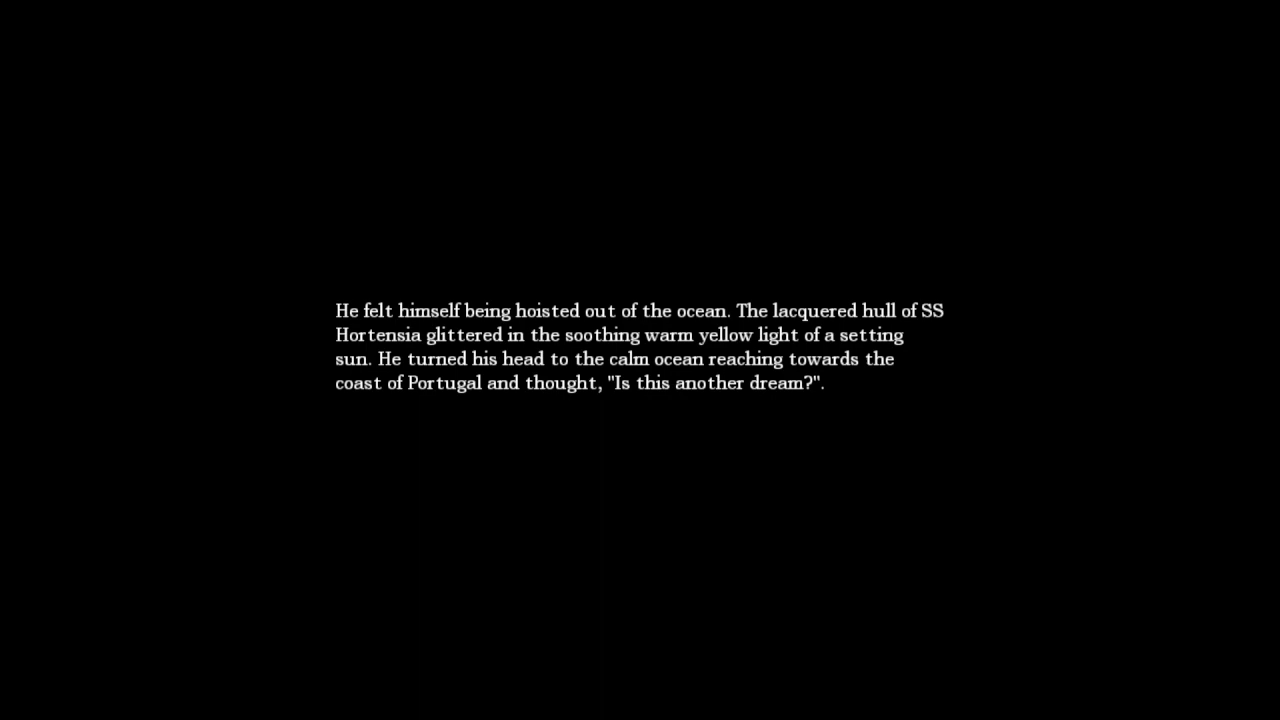 He felt himself being hoisted out of the ocean. The lacquered hull of SS
Hortensia glittered in the soothing warm yellow light of a setting
sun. He turned his head to the calm ocean reaching towards the
coast of Portugal and thought, "Is this another dream?".